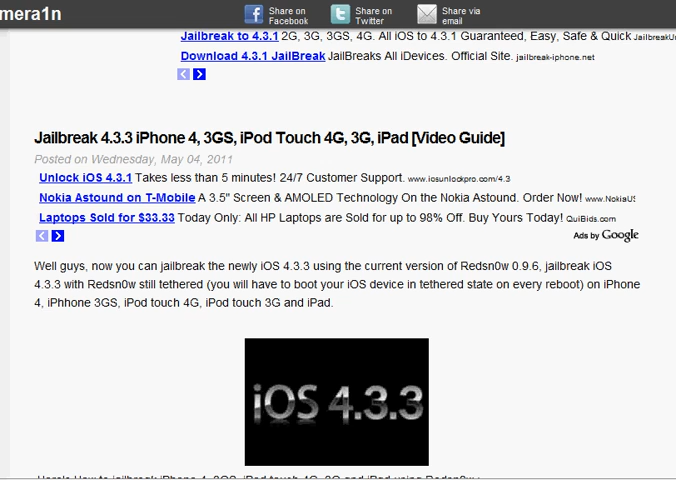 mera1n
Share on Facebook
Share on Twitter
Share via email
Jailbreak to 4.3.1 2G, 3G, 3GS, 4G. All iOS to 4.3.1 Guaranteed, Easy, Safe & Quick
Download 4.3.1 JailBreak JailBreaks All iDevices. Official Site. jailbreak-iphone.net
Jailbreak 4.3.3 iPhone 4, 3GS, iPod Touch 4G, 3G, iPad [Video Guide]
Posted on Wednesday, May 04, 2011
Unlock iOS 4.3.1 Takes less than 5 minutes! 24/7 Customer Support. www.iosunlockpro.com/4.3
Nokia Astound on T-Mobile A 3.5" Screen & AMOLED Technology On the Nokia Astound. Order Now! www.NokiaUS
Laptops Sold for $33.33 Today Only: All HP Laptops are Sold for up to 98% Off. Buy Yours Today! QuiBids.com
Ads by Google
Well guys, now you can jailbreak the newly iOS 4.3.3 using the current version of Redsn0w 0.9.6, jailbreak iOS
4.3.3 with Redsn0w still tethered (you will have to boot your iOS device in tethered state on every reboot) on iPhone
4, iPhhone 3GS, iPod touch 4G, iPod touch 3G and iPad.
iOS 4.3.3